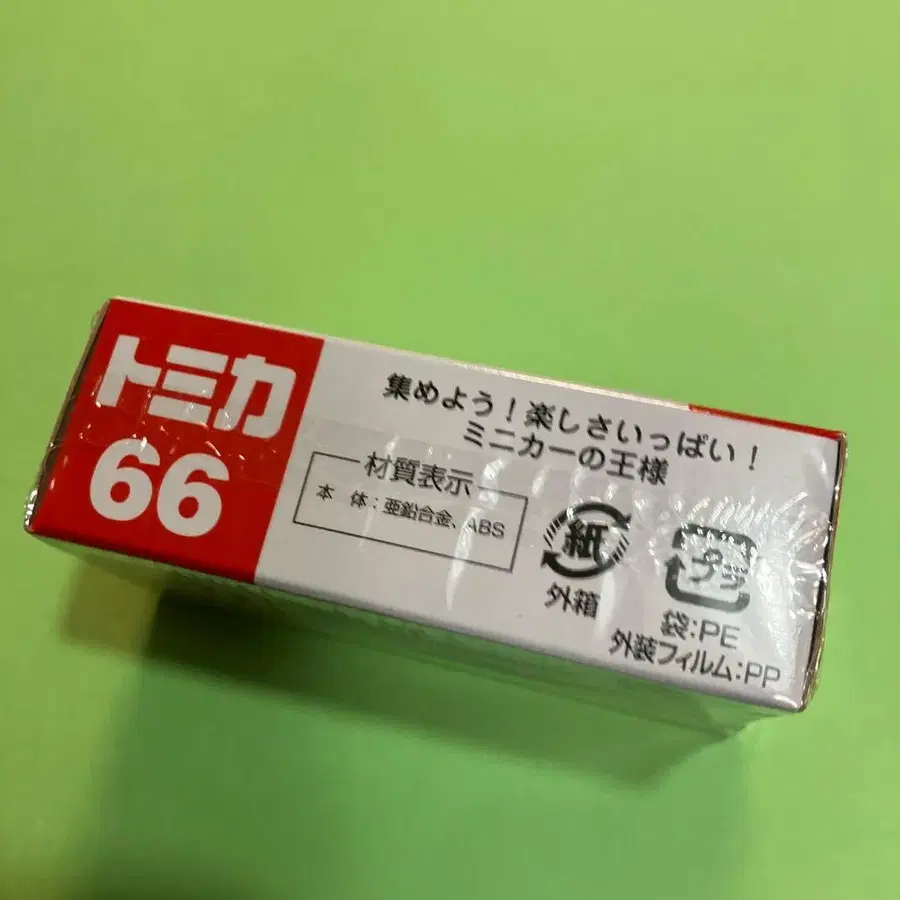 トミカ
66
集めよう！楽しさいっぱい！
ミニカーの王様
材質表示
本　体：亜鉛合金、ABS
紙
外箱
プラ
袋：PE
外装フィルム：PP